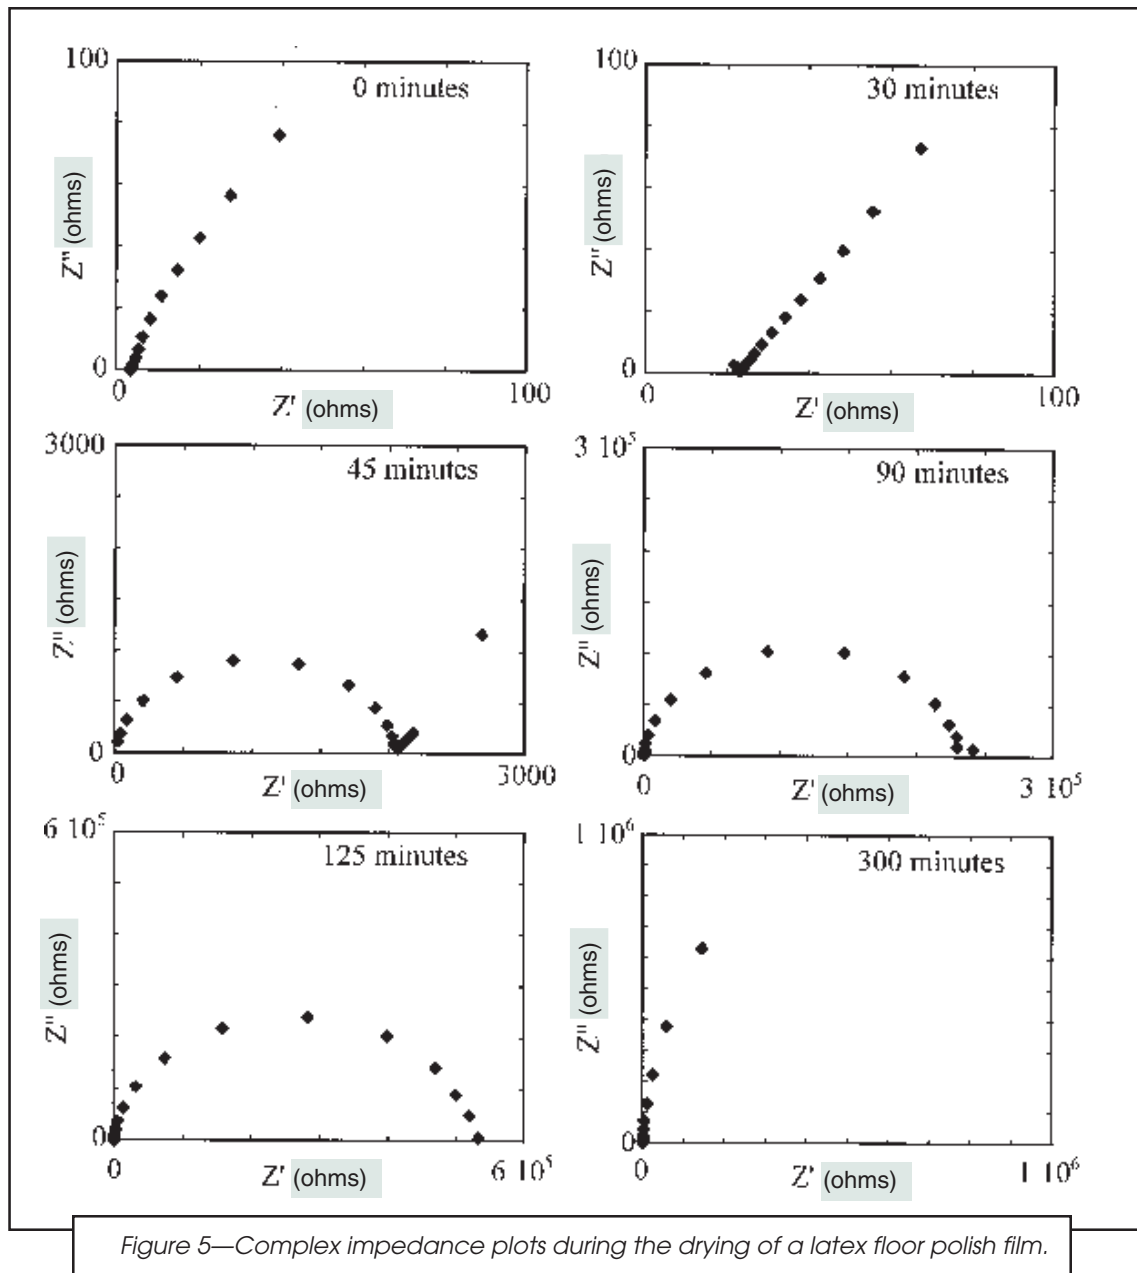 100
0 minutes
Z'' (ohms)
0
0
100
Z' (ohms)
100
30 minutes
Z'' (ohms)
0
0
100
Z' (ohms)
3000
45 minutes
Z'' (ohms)
0
0
3000
Z' (ohms)
3 10⁵
90 minutes
Z'' (ohms)
0
0
3 10⁵
Z' (ohms)
6 10⁵
125 minutes
Z'' (ohms)
0
0
6 10⁵
Z' (ohms)
1 10⁶
300 minutes
Z'' (ohms)
0
0
1 10⁶
Z' (ohms)
Figure 5—Complex impedance plots during the drying of a latex floor polish film.